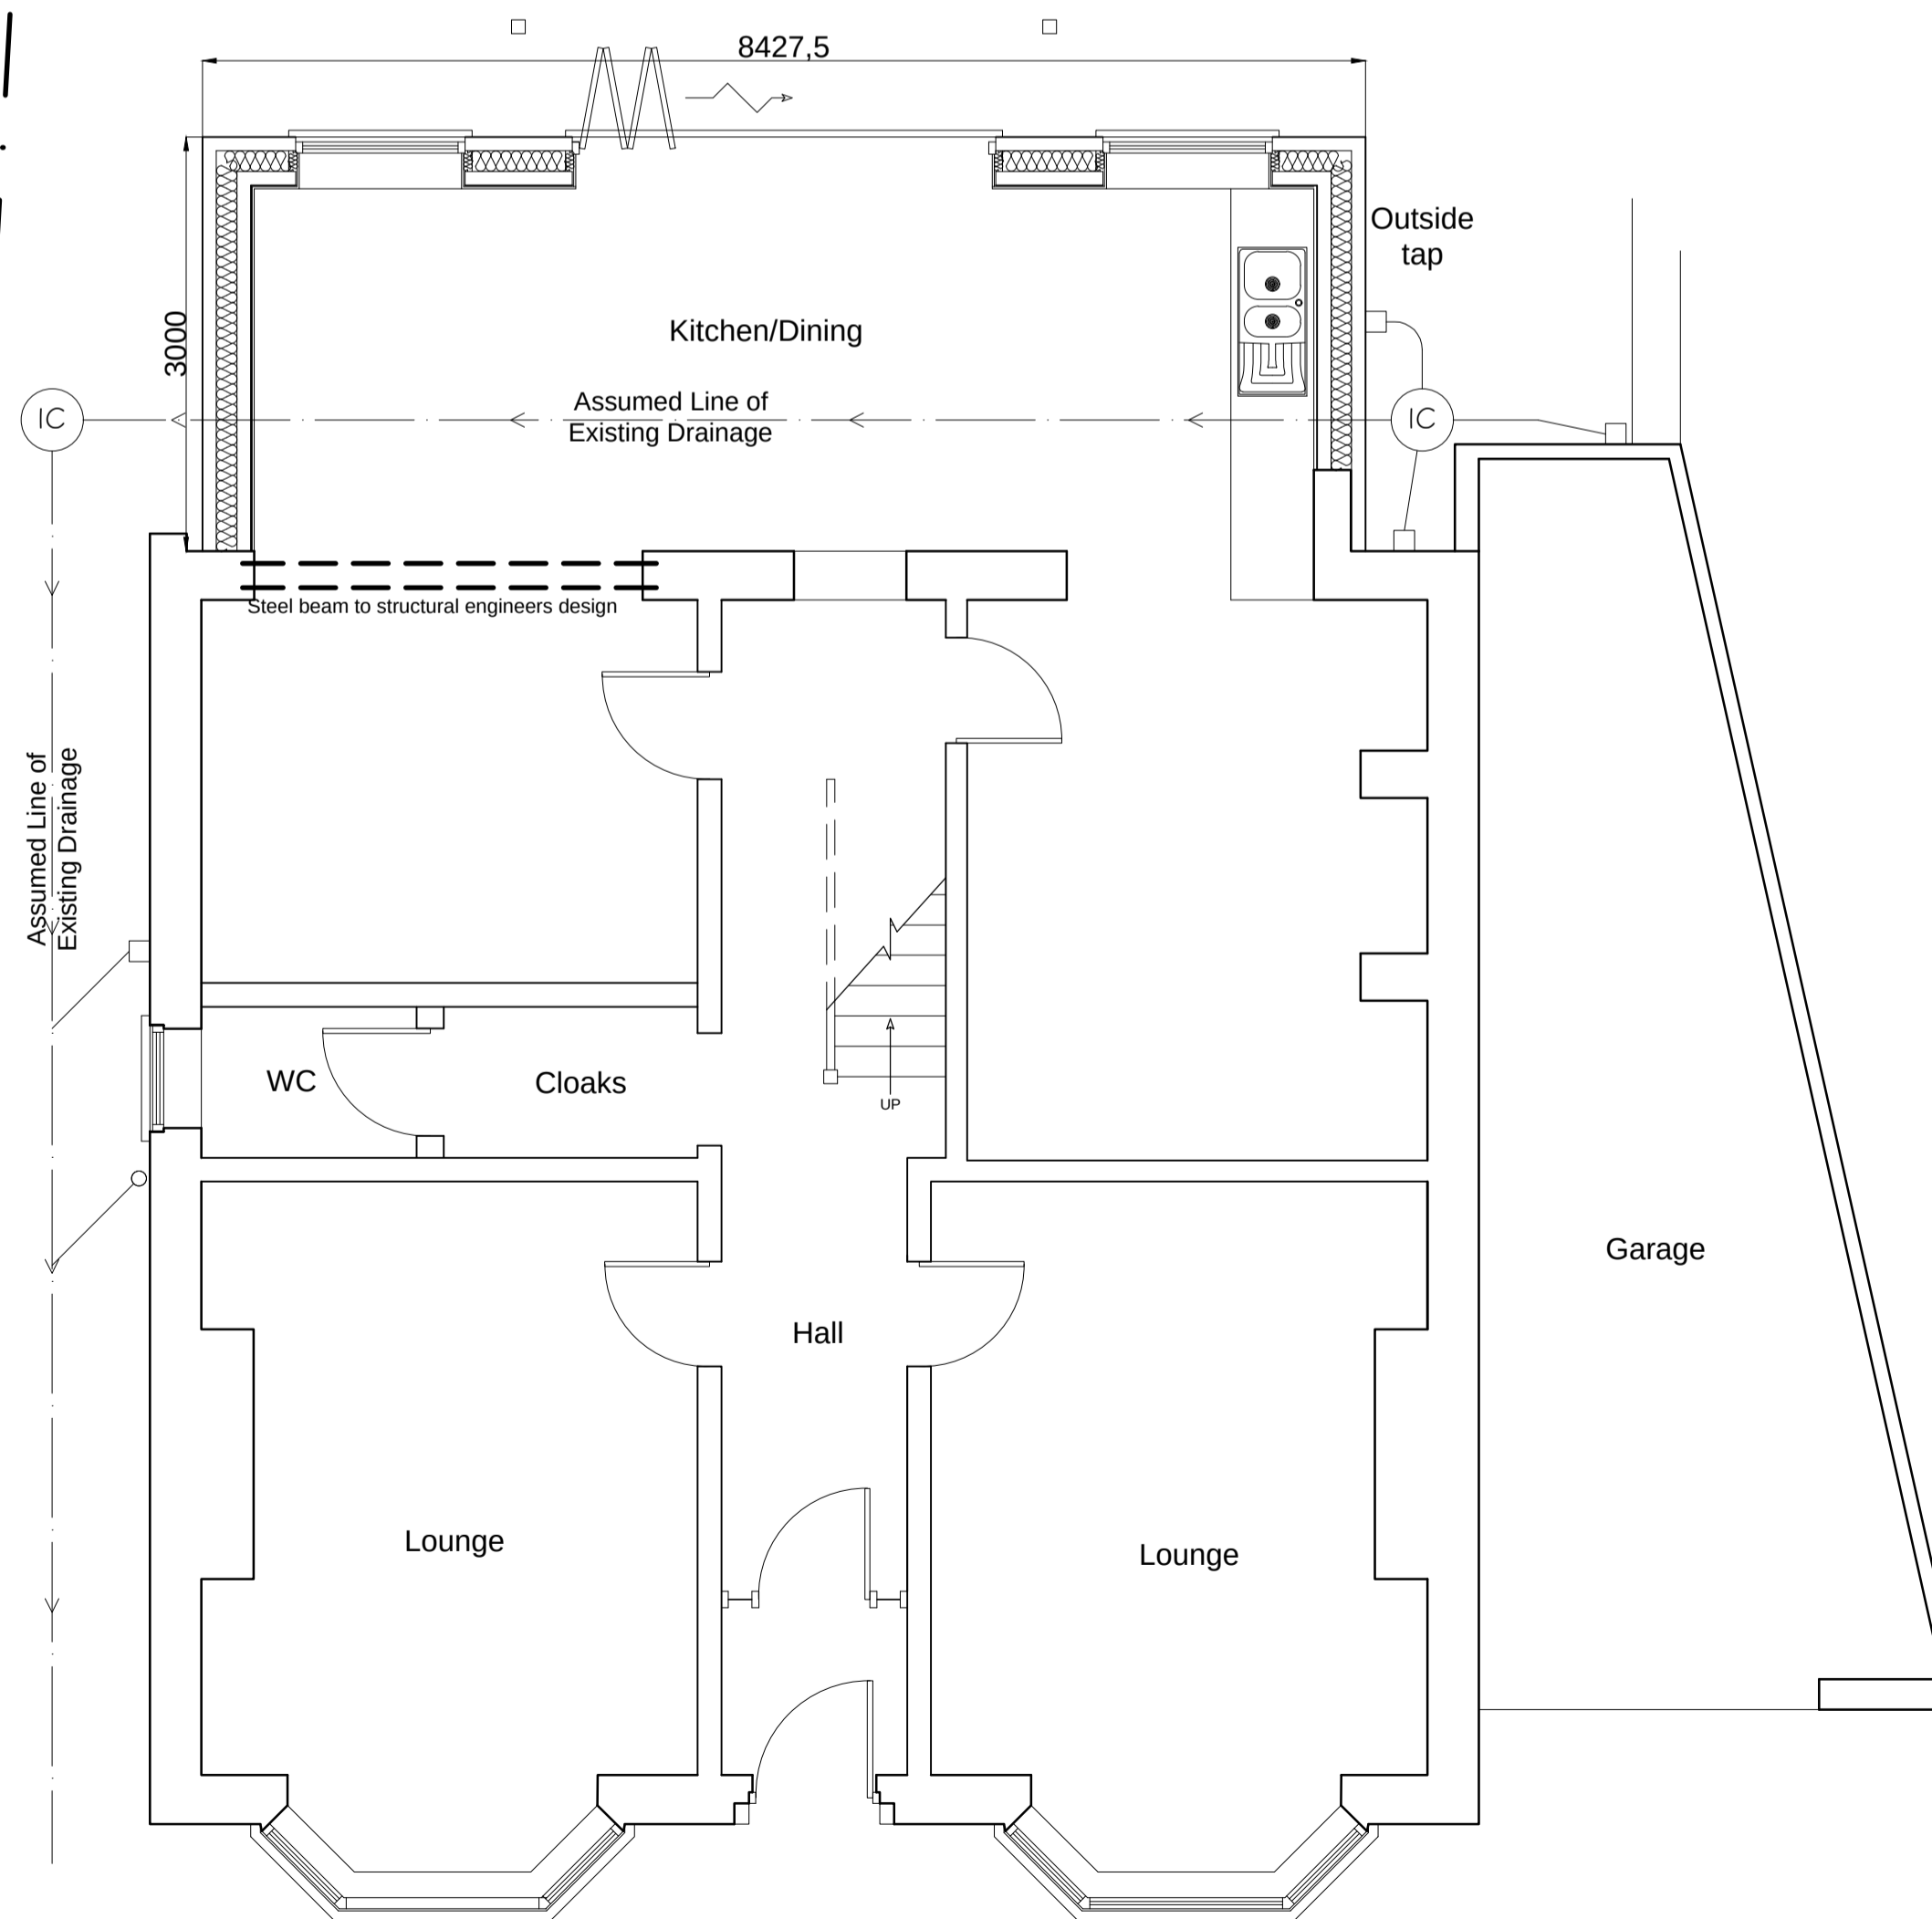 8427,5
Outside
tap
3000
Kitchen/Dining
Assumed Line of
Existing Drainage
IC
IC
Steel beam to structural engineers design
Assumed Line of
Existing Drainage
WC
Cloaks
UP
Garage
Hall
Lounge
Lounge